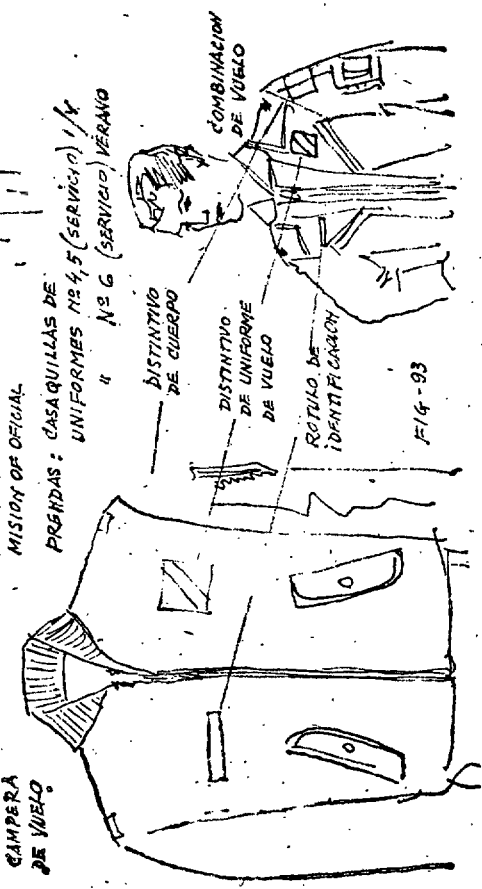 CAMPERA
DE VUELO
MISION OF OFICIAL
PRENDAS: CASAQUILLAS DE
UNIFORMES Nº 4,5 (SERVICIO) I/V
" Nº 6 (SERVICIO) VERANO
DISTINTIVO
DE CUERPO
DISTINTIVO
DE UNIFORME
DE VUELO
ROTULO DE
IDENTIFICACION
COMBINACION
DE VUELO
FIG-93